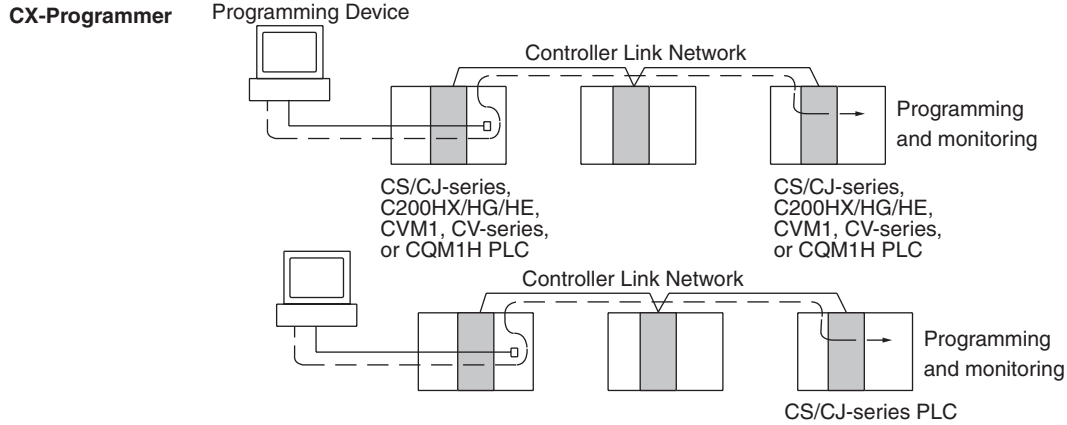 CX-Programmer
Programming Device
Controller Link Network
Programming
and monitoring
CS/CJ-series,
C200HX/HG/HE,
CVM1, CV-series,
or CQM1H PLC
CS/CJ-series,
C200HX/HG/HE,
CVM1, CV-series,
or CQM1H PLC
Controller Link Network
Programming
and monitoring
CS/CJ-series PLC